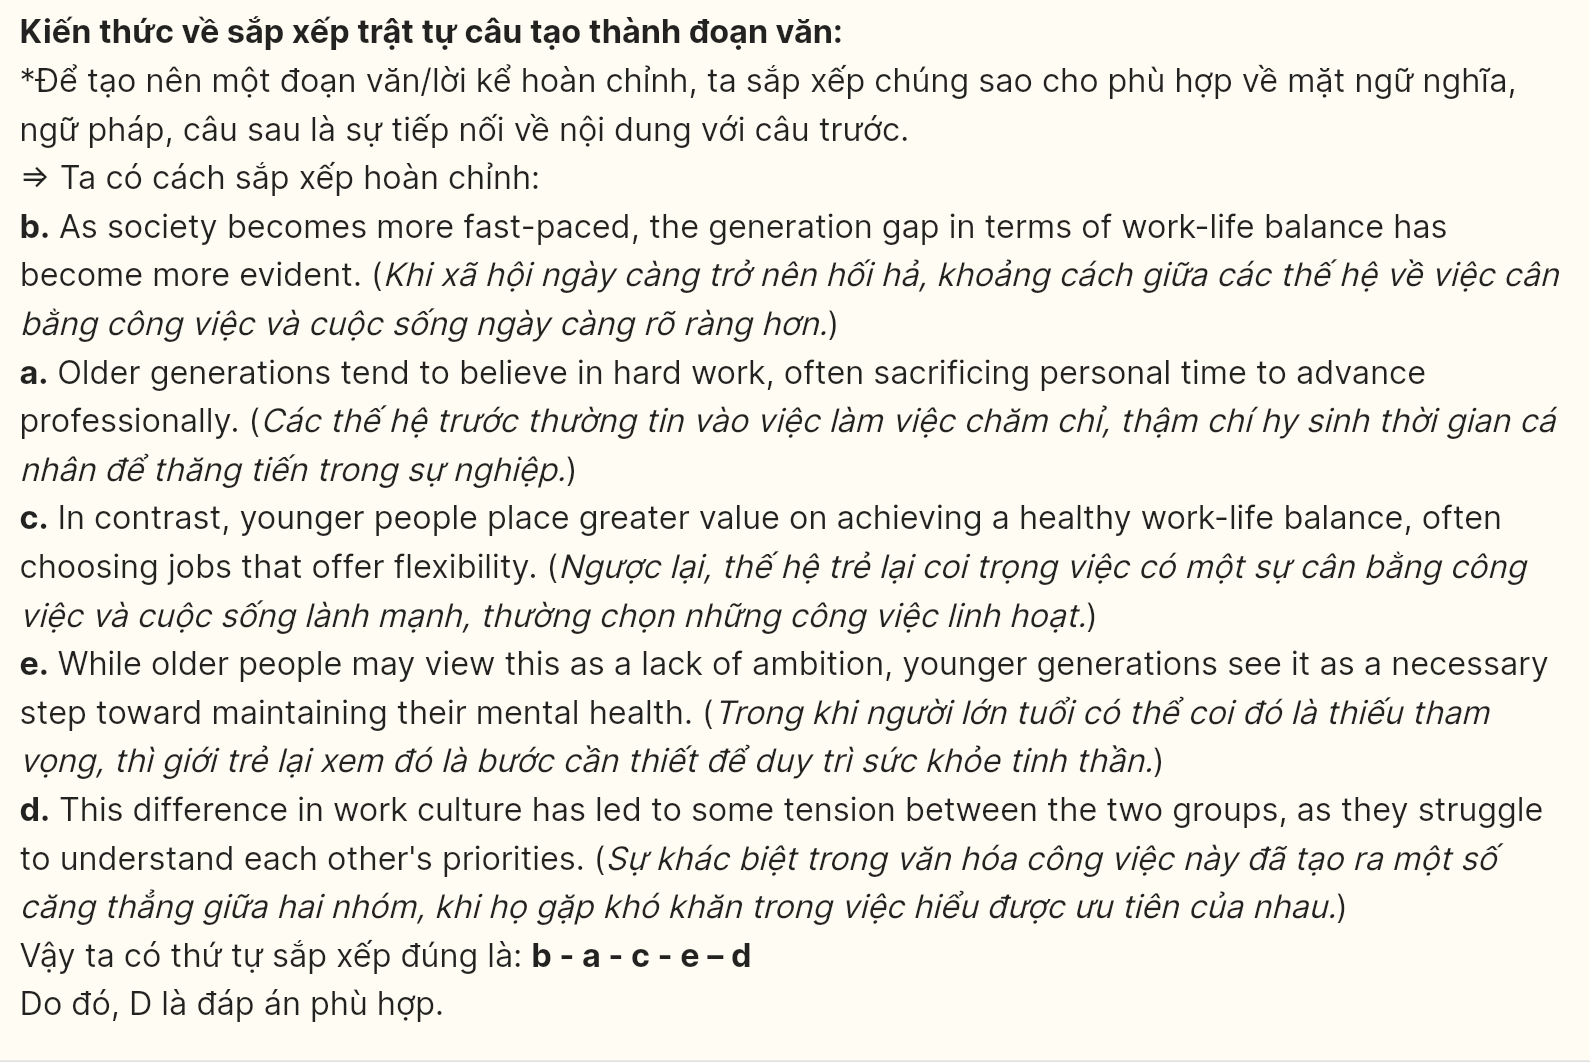 Kiến thức về sắp xếp trật tự câu tạo thành đoạn văn:
*Để tạo nên một đoạn văn/lời kể hoàn chỉnh, ta sắp xếp chúng sao cho phù hợp về mặt ngữ nghĩa,
ngữ pháp, câu sau là sự tiếp nối về nội dung với câu trước.
⇒ Ta có cách sắp xếp hoàn chỉnh:
b. As society becomes more fast-paced, the generation gap in terms of work-life balance has
become more evident. (Khi xã hội ngày càng trở nên hối hả, khoảng cách giữa các thế hệ về việc cân
bằng công việc và cuộc sống ngày càng rõ ràng hơn.)
a. Older generations tend to believe in hard work, often sacrificing personal time to advance
professionally. (Các thế hệ trước thường tin vào việc làm việc chăm chỉ, thậm chí hy sinh thời gian cá
nhân để thăng tiến trong sự nghiệp.)
c. In contrast, younger people place greater value on achieving a healthy work-life balance, often
choosing jobs that offer flexibility. (Ngược lại, thế hệ trẻ lại coi trọng việc có một sự cân bằng công
việc và cuộc sống lành mạnh, thường chọn những công việc linh hoạt.)
e. While older people may view this as a lack of ambition, younger generations see it as a necessary
step toward maintaining their mental health. (Trong khi người lớn tuổi có thể coi đó là thiếu tham
vọng, thì giới trẻ lại xem đó là bước cần thiết để duy trì sức khỏe tinh thần.)
d. This difference in work culture has led to some tension between the two groups, as they struggle
to understand each other's priorities. (Sự khác biệt trong văn hóa công việc này đã tạo ra một số
căng thẳng giữa hai nhóm, khi họ gặp khó khăn trong việc hiểu được ưu tiên của nhau.)
Vậy ta có thứ tự sắp xếp đúng là: b - a - c - e – d
Do đó, D là đáp án phù hợp.